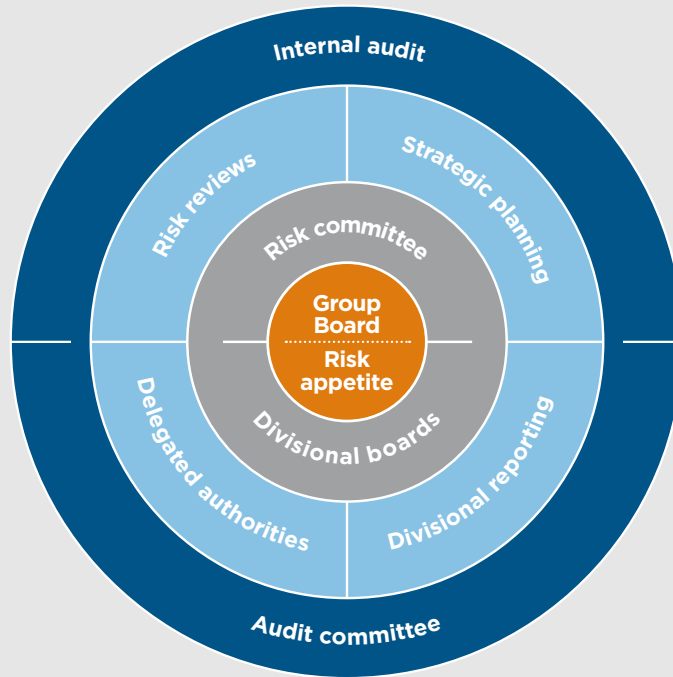 Internal audit
Risk reviews
Strategic planning
Risk committee
Group
Board
Risk
appetite
Divisional boards
Delegated authorities
Divisional reporting
Audit committee